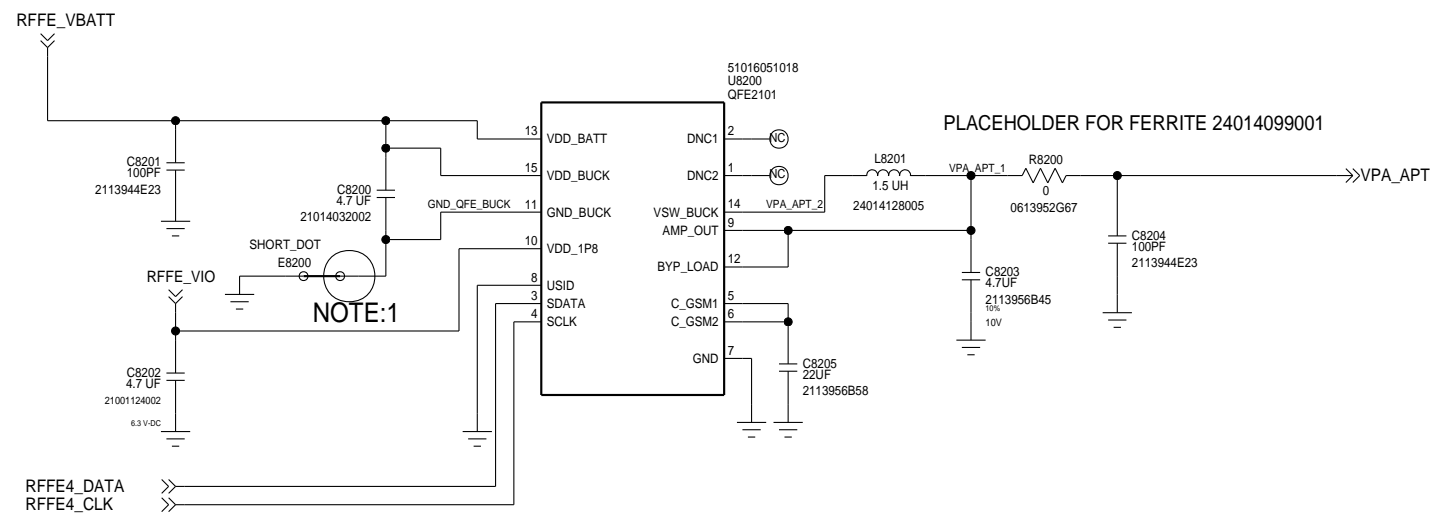 RFFE_VBATT
51016051018
U8200
QFE2101
PLACEHOLDER FOR FERRITE 24014099001
13
VDD_BATT
DNC1
2
NC
C8201
100PF
2113944E23
15
VDD_BUCK
DNC2
1
NC
L8201
1.5 UH
24014128005
VPA_APT_1
R8200
0
0613952G67
VPA_APT
C8200
4.7 UF
21014032002
GND_QFE_BUCK
11
GND_BUCK
VSW_BUCK
14
VPA_APT_2
AMP_OUT
9
SHORT_DOT
E8200
10
VDD_1P8
BYP_LOAD
12
C8204
100PF
2113944E23
RFFE_VIO
NOTE:1
8
USID
3
SDATA
4
SCLK
C_GSM1
5
C_GSM2
6
C8203
4.7UF
2113956B45
10%
10V
GND
7
C8205
22UF
2113956B58
C8202
4.7 UF
21001124002
6.3 V-DC
RFFE4_DATA
RFFE4_CLK